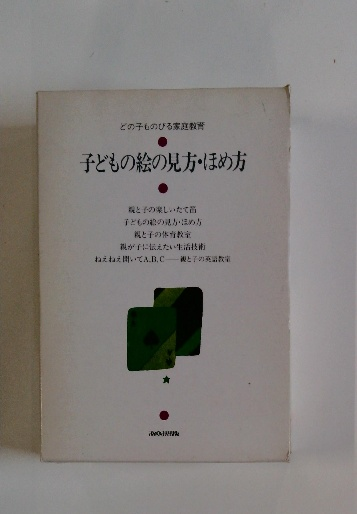 どの子ものびる家庭教育
子どもの絵の見方・ほめ方
親と子の楽しいたて笛
子どもの絵の見方・ほめ方
親と子の体育教室
親が子に伝えたい生活技術
ねえねえ聞いてA,B,C——親と子の英語教室